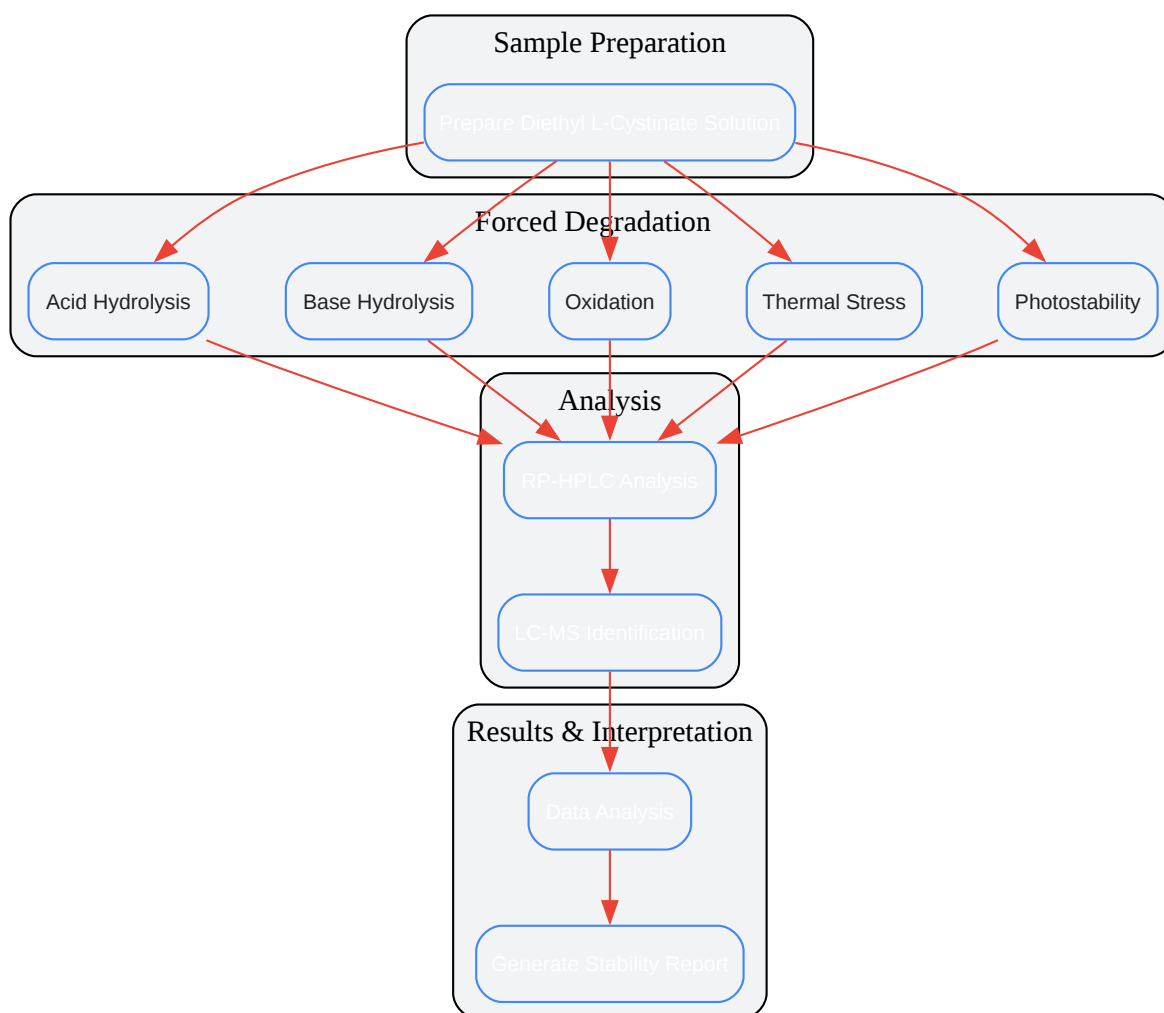 Sample Preparation
Prepare Diethyl L-Cystinate Solution
Forced Degradation
Acid Hydrolysis
Base Hydrolysis
Oxidation
Thermal Stress
Photostability
Analysis
RP-HPLC Analysis
LC-MS Identification
Results & Interpretation
Data Analysis
Generate Stability Report